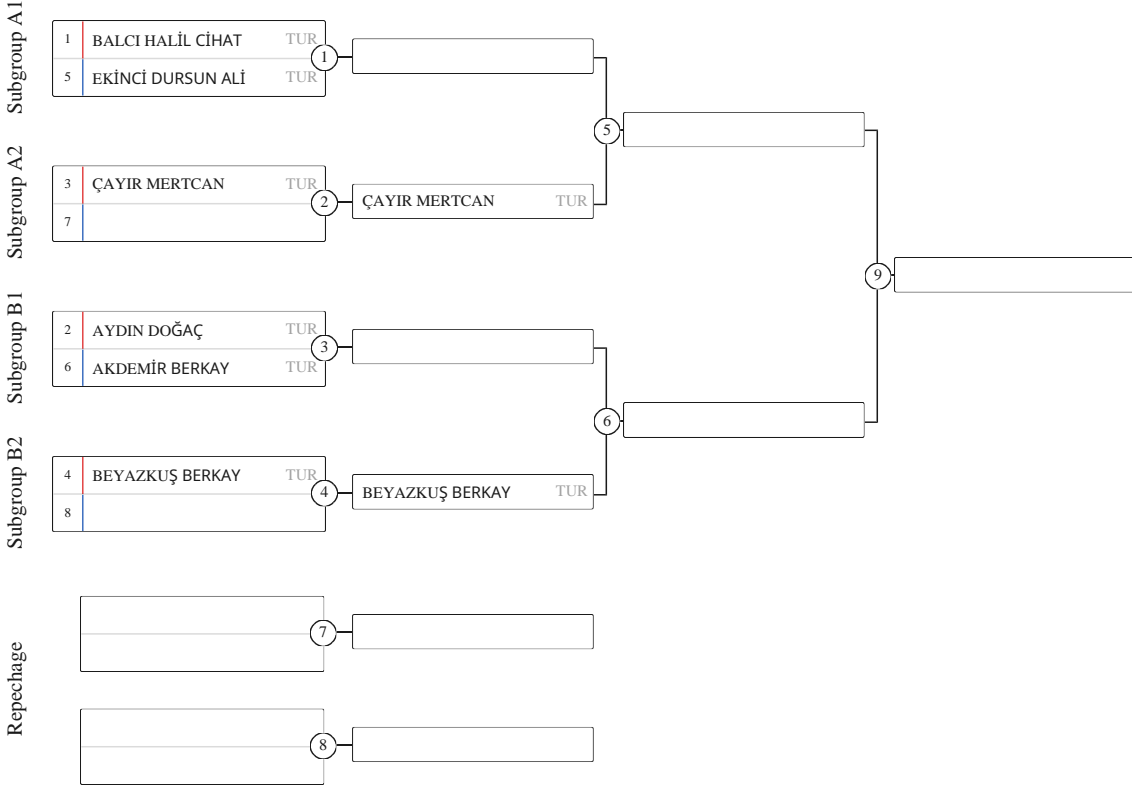 Subgroup A1
1 BALCI HALİL CİHAT TUR
5 EKİNCİ DURSUN ALİ TUR
1
5
Subgroup A2
3 ÇAYIR MERTCAN TUR
7
2
ÇAYIR MERTCAN TUR
9
Subgroup B1
2 AYDIN DOĞAÇ TUR
6 AKDEMİR BERKAY TUR
3
6
Subgroup B2
4 BEYAZKUŞ BERKAY TUR
8
4
BEYAZKUŞ BERKAY TUR
Repechage
7
8